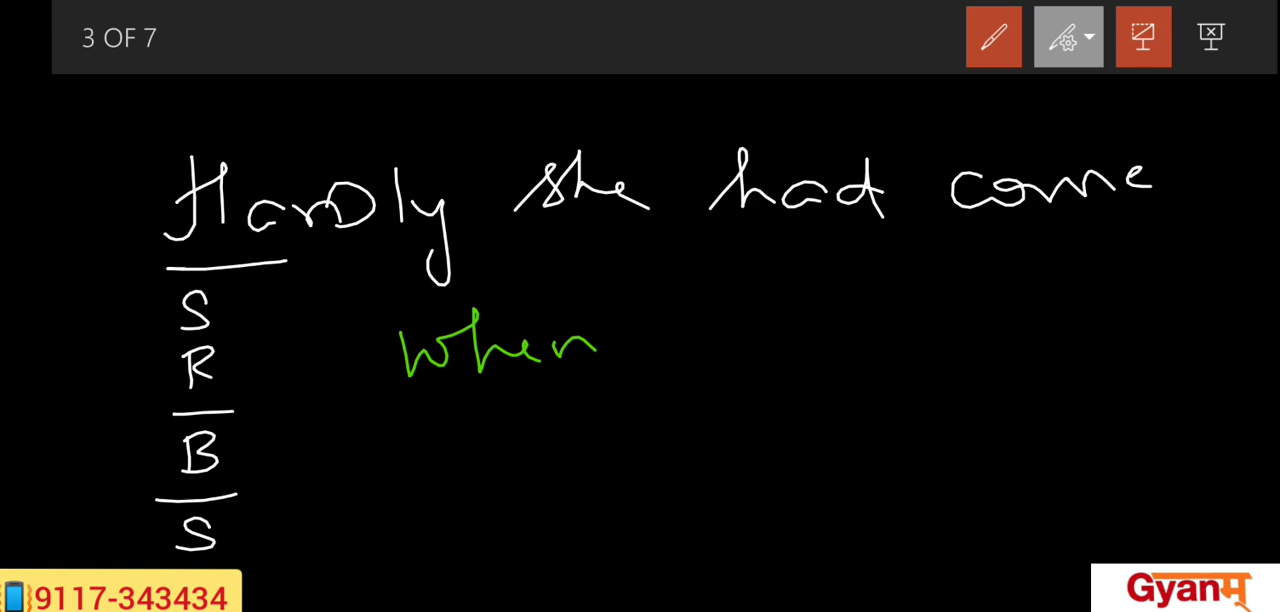 3 OF 7
Hardly she had come
S
R
when
B
S
9117-343434
Gyanम